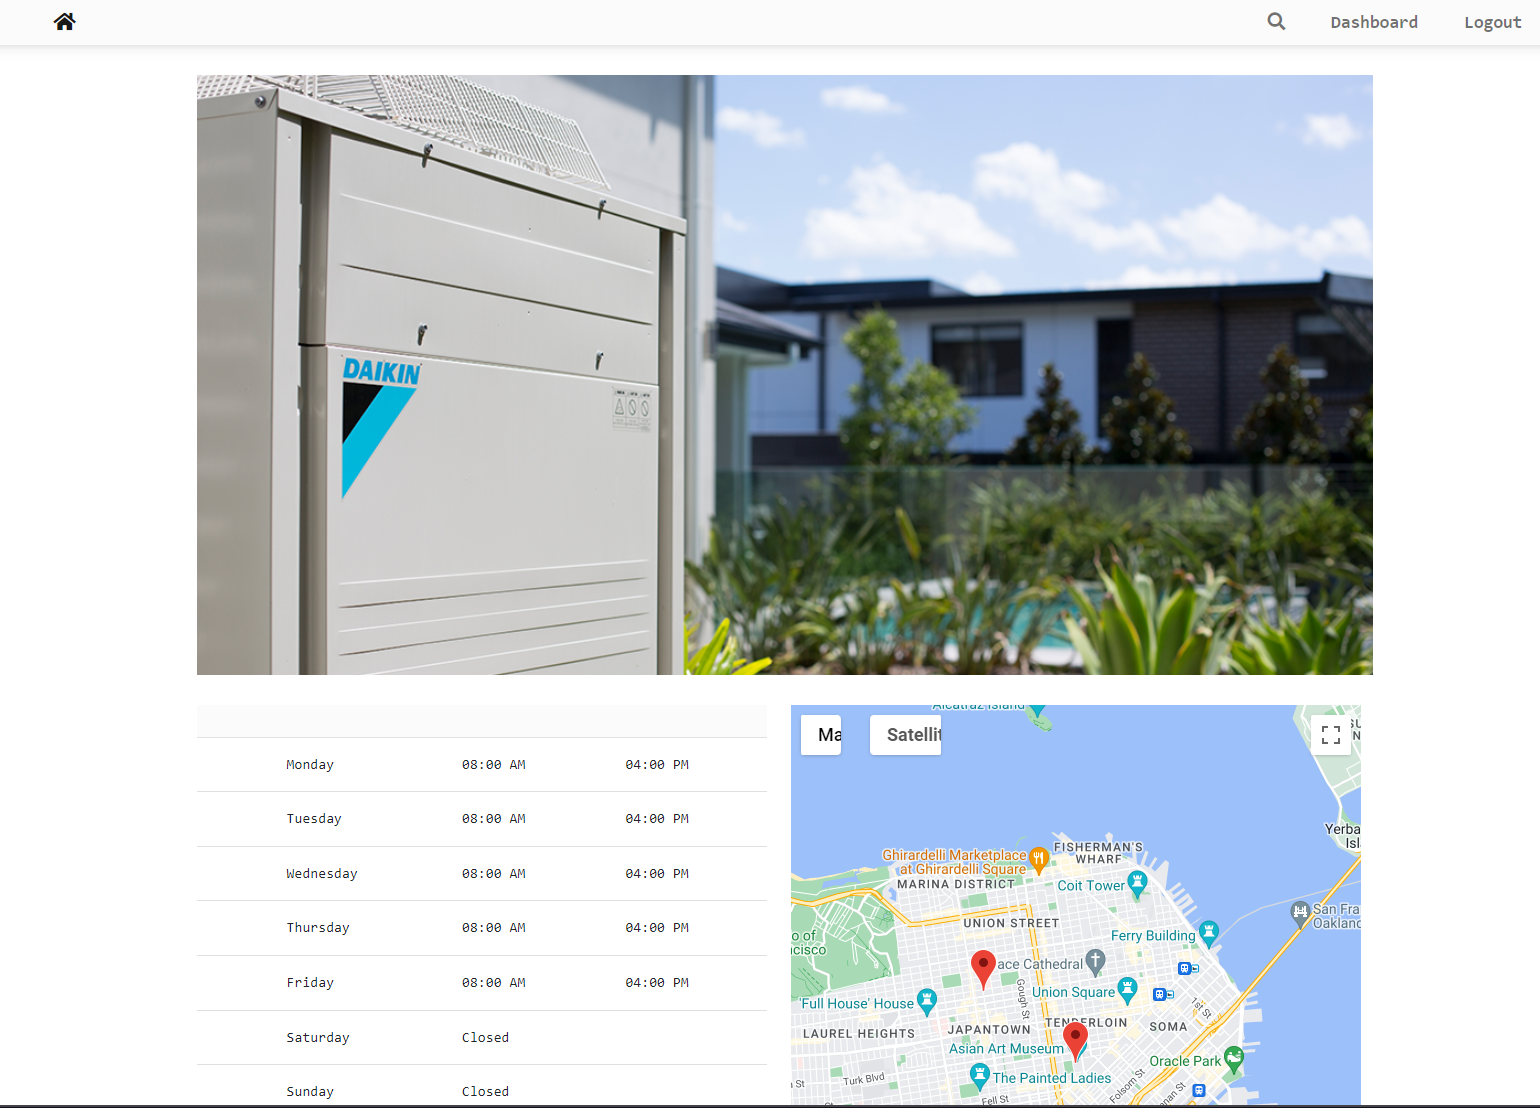 Dashboard
Logout
DAIKIN
Monday 08:00 AM 04:00 PM
Tuesday 08:00 AM 04:00 PM
Wednesday 08:00 AM 04:00 PM
Thursday 08:00 AM 04:00 PM
Friday 08:00 AM 04:00 PM
Saturday Closed
Sunday Closed
Alcatraz Island
Ma
Satellit
Yerba
Isl
Ghirardelli Marketplace
at Ghirardelli Square
FISHERMAN'S
WHARF
MARINA DISTRICT
Coit Tower
UNION STREET
San Fra
Oakland
Ferry Building
o of
ncisco
ace Cathedral
Union Square
Gough St
'Full House' House
1st St
TENDERLOIN
SOMA
LAUREL HEIGHTS
JAPANTOWN
Asian Art Museum
Oracle Park
The Painted Ladies
Turk Blvd
Folsom St
Fell St